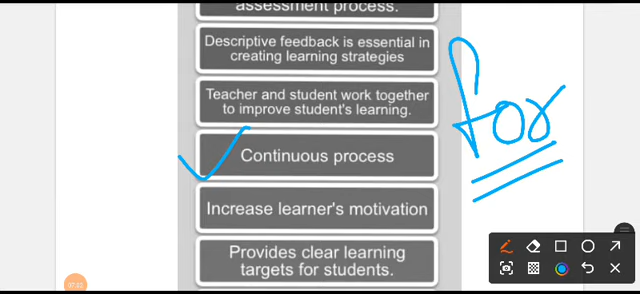 assessment process.
Descriptive feedback is essential in
creating learning strategies
Teacher and student work together
to improve student's learning.
Continuous process
Increase learner's motivation
Provides clear learning
targets for students.
for